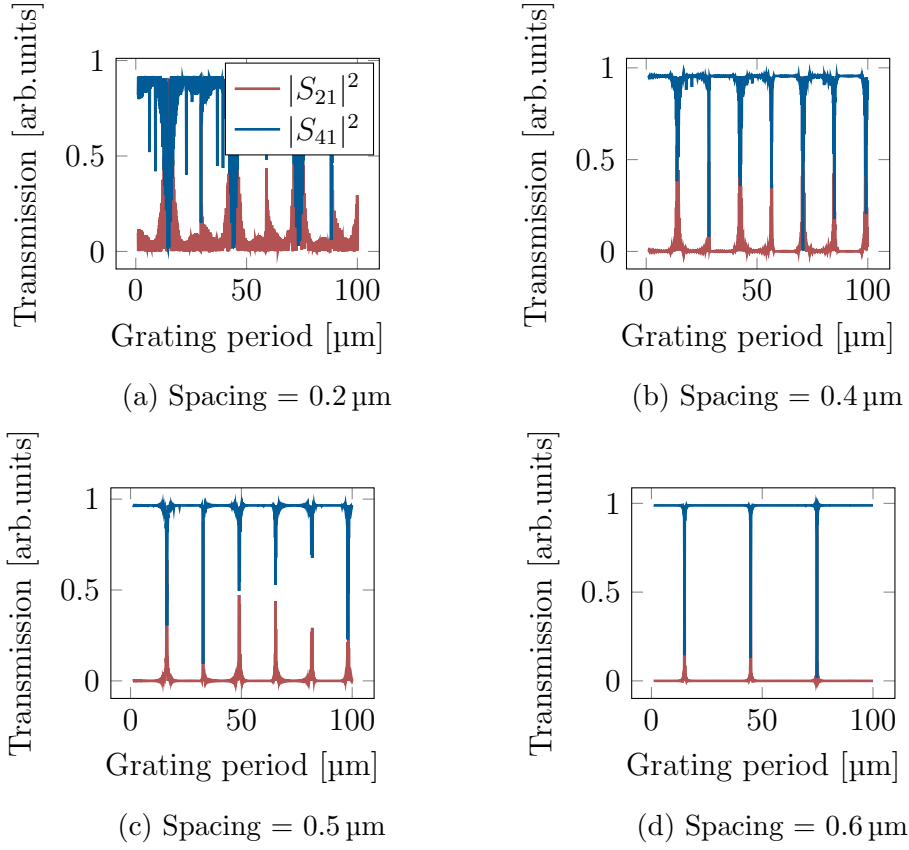 1
0.5
0
Transmission [arb.units]
|S21|²
|S41|²
0 50 100
Grating period [µm]
(a) Spacing = 0.2 µm
1
0.5
0
Transmission [arb.units]
0 50 100
Grating period [µm]
(b) Spacing = 0.4 µm
1
0.5
0
Transmission [arb.units]
0 50 100
Grating period [µm]
(c) Spacing = 0.5 µm
1
0.5
0
Transmission [arb.units]
0 50 100
Grating period [µm]
(d) Spacing = 0.6 µm